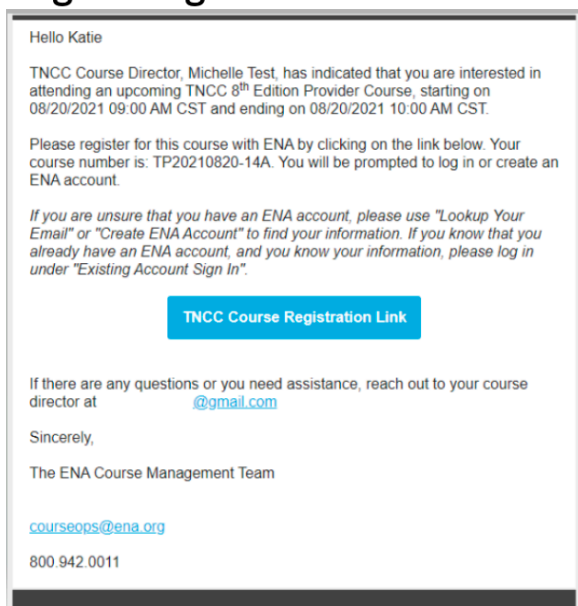 Hello Katie
TNCC Course Director, Michelle Test, has indicated that you are interested in
attending an upcoming TNCC 8th Edition Provider Course, starting on
08/20/2021 09:00 AM CST and ending on 08/20/2021 10:00 AM CST.
Please register for this course with ENA by clicking on the link below. Your
course number is: TP20210820-14A. You will be prompted to log in or create an
ENA account.
If you are unsure that you have an ENA account, please use "Lookup Your
Email" or "Create ENA Account" to find your information. If you know that you
already have an ENA account, and you know your information, please log in
under "Existing Account Sign In".
TNCC Course Registration Link
If there are any questions or you need assistance, reach out to your course
director at @gmail.com
Sincerely,
The ENA Course Management Team
courseops@ena.org
800.942.0011